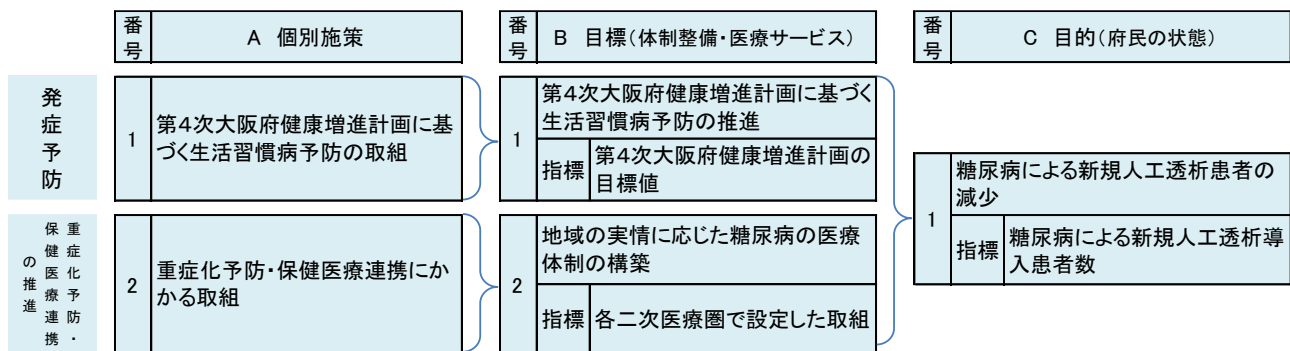 番号
A 個別施策
番号
B 目標(体制整備・医療サービス)
番号
C 目的(府民の状態)
発症予防
1
第4次大阪府健康増進計画に基
づく生活習慣病予防の取組
1
第4次大阪府健康増進計画に基づく
生活習慣病予防の推進
指標
第4次大阪府健康増進計画の
目標値
重症化予防・
保健医療連携
の推進
2
重症化予防・保健医療連携にか
かる取組
2
地域の実情に応じた糖尿病の医療
体制の構築
指標
各二次医療圏で設定した取組
1
糖尿病による新規人工透析患者の
減少
指標
糖尿病による新規人工透析導
入患者数